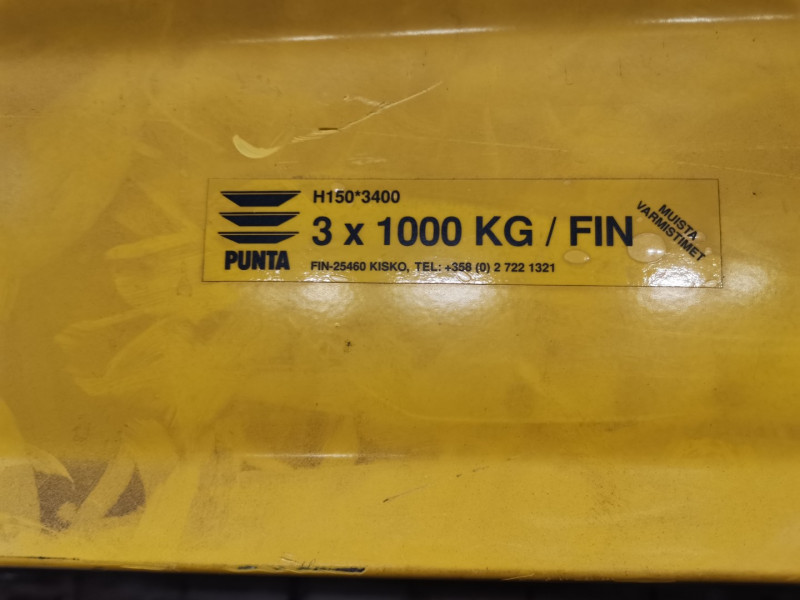 H150*3400
3 x 1000 KG / FIN
MUISTA
VARMISTIMET
PUNTA
FIN-25460 KISKO, TEL: +358 (0) 2 722 1321